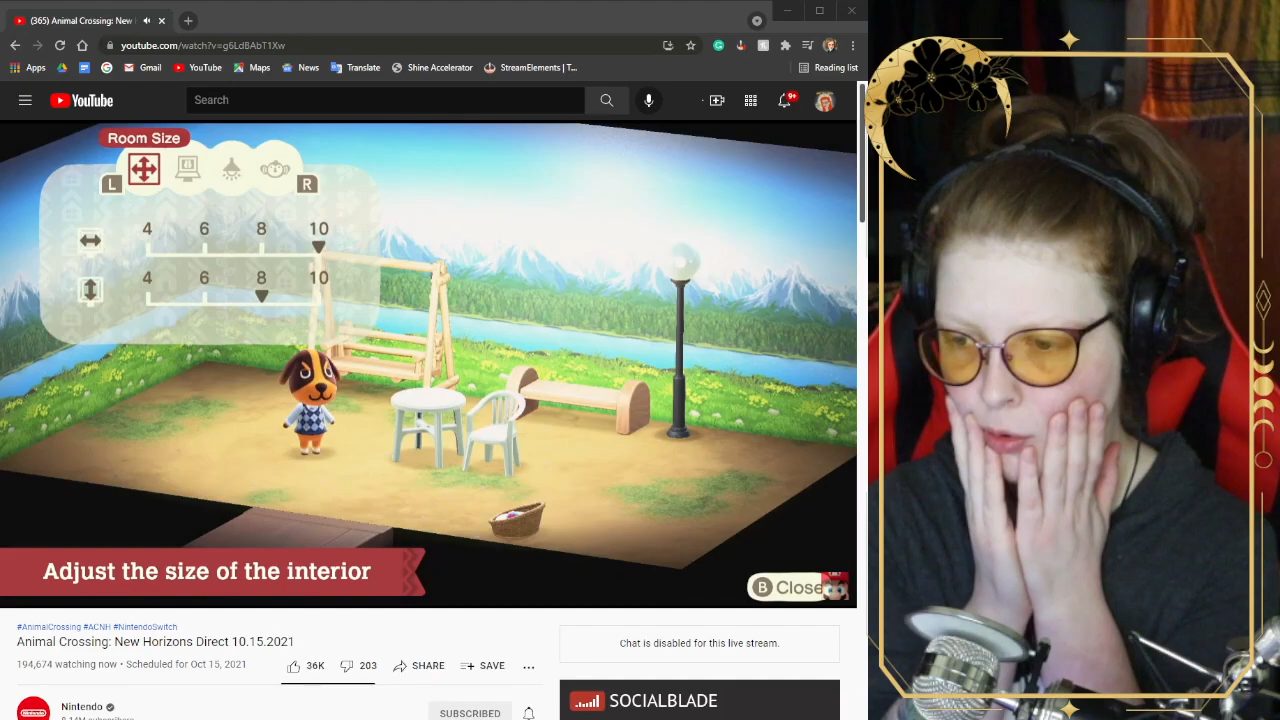 (365) Animal Crossing: New
youtube.com/watch?v=g6LdBAbT1Xw
Apps Gmail YouTube Maps News Translate Shine Accelerator StreamElements | T... Reading list
YouTube Search 9+
Room Size
L R
4 6 8 10
4 6 8 10
Adjust the size of the interior
B Close
#AnimalCrossing #ACNH #NintendoSwitch
Animal Crossing: New Horizons Direct 10.15.2021
194,674 watching now • Scheduled for Oct 15, 2021
36K 203 SHARE SAVE
Chat is disabled for this live stream.
Nintendo
SUBSCRIBED
SOCIALBLADE